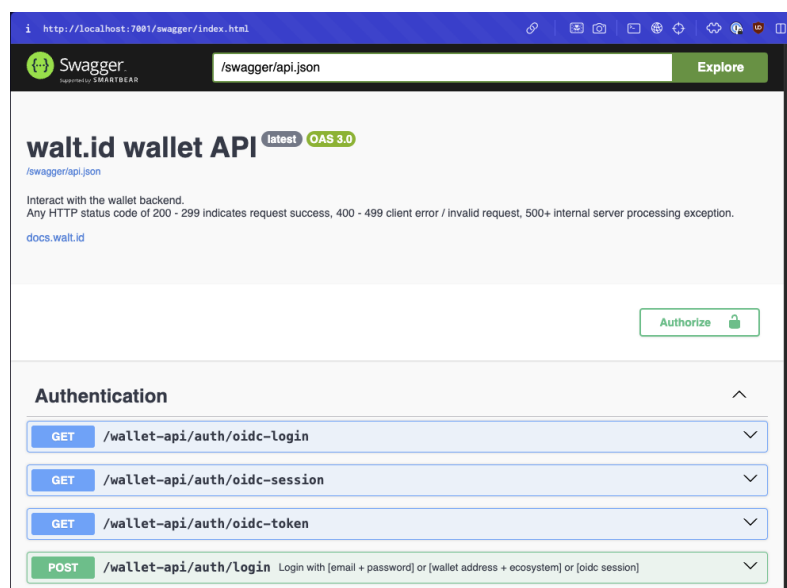 i http://localhost:7001/swagger/index.html
{··} Swagger.
Supported by SMARTBEAR
/swagger/api.json
Explore
walt.id wallet API latest OAS 3.0
/swagger/api.json
Interact with the wallet backend.
Any HTTP status code of 200 - 299 indicates request success, 400 - 499 client error / invalid request, 500+ internal server processing exception.
docs.walt.id
Authorize
Authentication
GET /wallet-api/auth/oidc-login
GET /wallet-api/auth/oidc-session
GET /wallet-api/auth/oidc-token
POST /wallet-api/auth/login Login with [email + password] or [wallet address + ecosystem] or [oidc session]